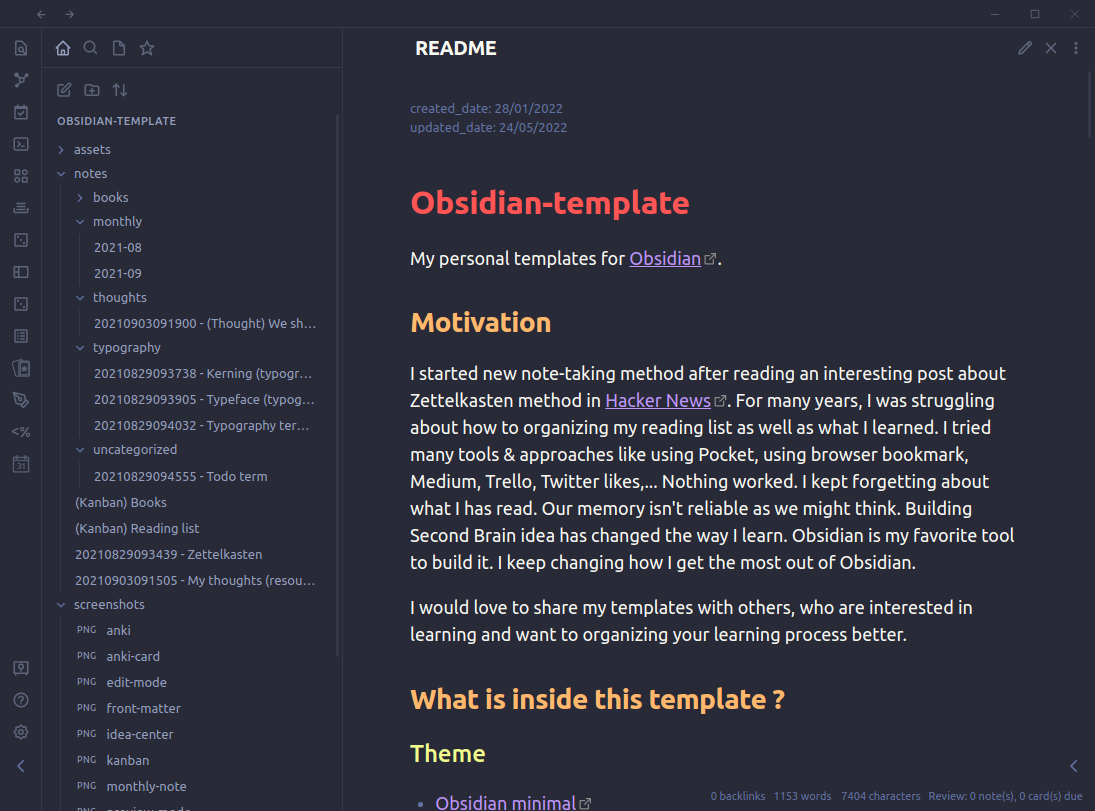 README
OBSIDIAN-TEMPLATE
assets
notes
books
monthly
2021-08
2021-09
thoughts
20210903091900 - (Thought) We sh...
typography
20210829093738 - Kerning (typogr...
20210829093905 - Typeface (typog...
20210829094032 - Typography ter...
uncategorized
20210829094555 - Todo term
(Kanban) Books
(Kanban) Reading list
20210829093439 - Zettelkasten
20210903091505 - My thoughts (resou...
screenshots
PNG anki
PNG anki-card
PNG edit-mode
PNG front-matter
PNG idea-center
PNG kanban
PNG monthly-note
<%
31
created_date: 28/01/2022
updated_date: 24/05/2022
Obsidian-template
My personal templates for Obsidian.
Motivation
I started new note-taking method after reading an interesting post about
Zettelkasten method in Hacker News. For many years, I was struggling
about how to organizing my reading list as well as what I learned. I tried
many tools & approaches like using Pocket, using browser bookmark,
Medium, Trello, Twitter likes,... Nothing worked. I kept forgetting about
what I has read. Our memory isn't reliable as we might think. Building
Second Brain idea has changed the way I learn. Obsidian is my favorite tool
to build it. I keep changing how I get the most out of Obsidian.
I would love to share my templates with others, who are interested in
learning and want to organizing your learning process better.
What is inside this template ?
Theme
• Obsidian minimal
0 backlinks 1153 words 7404 characters Review: 0 note(s), 0 card(s) due